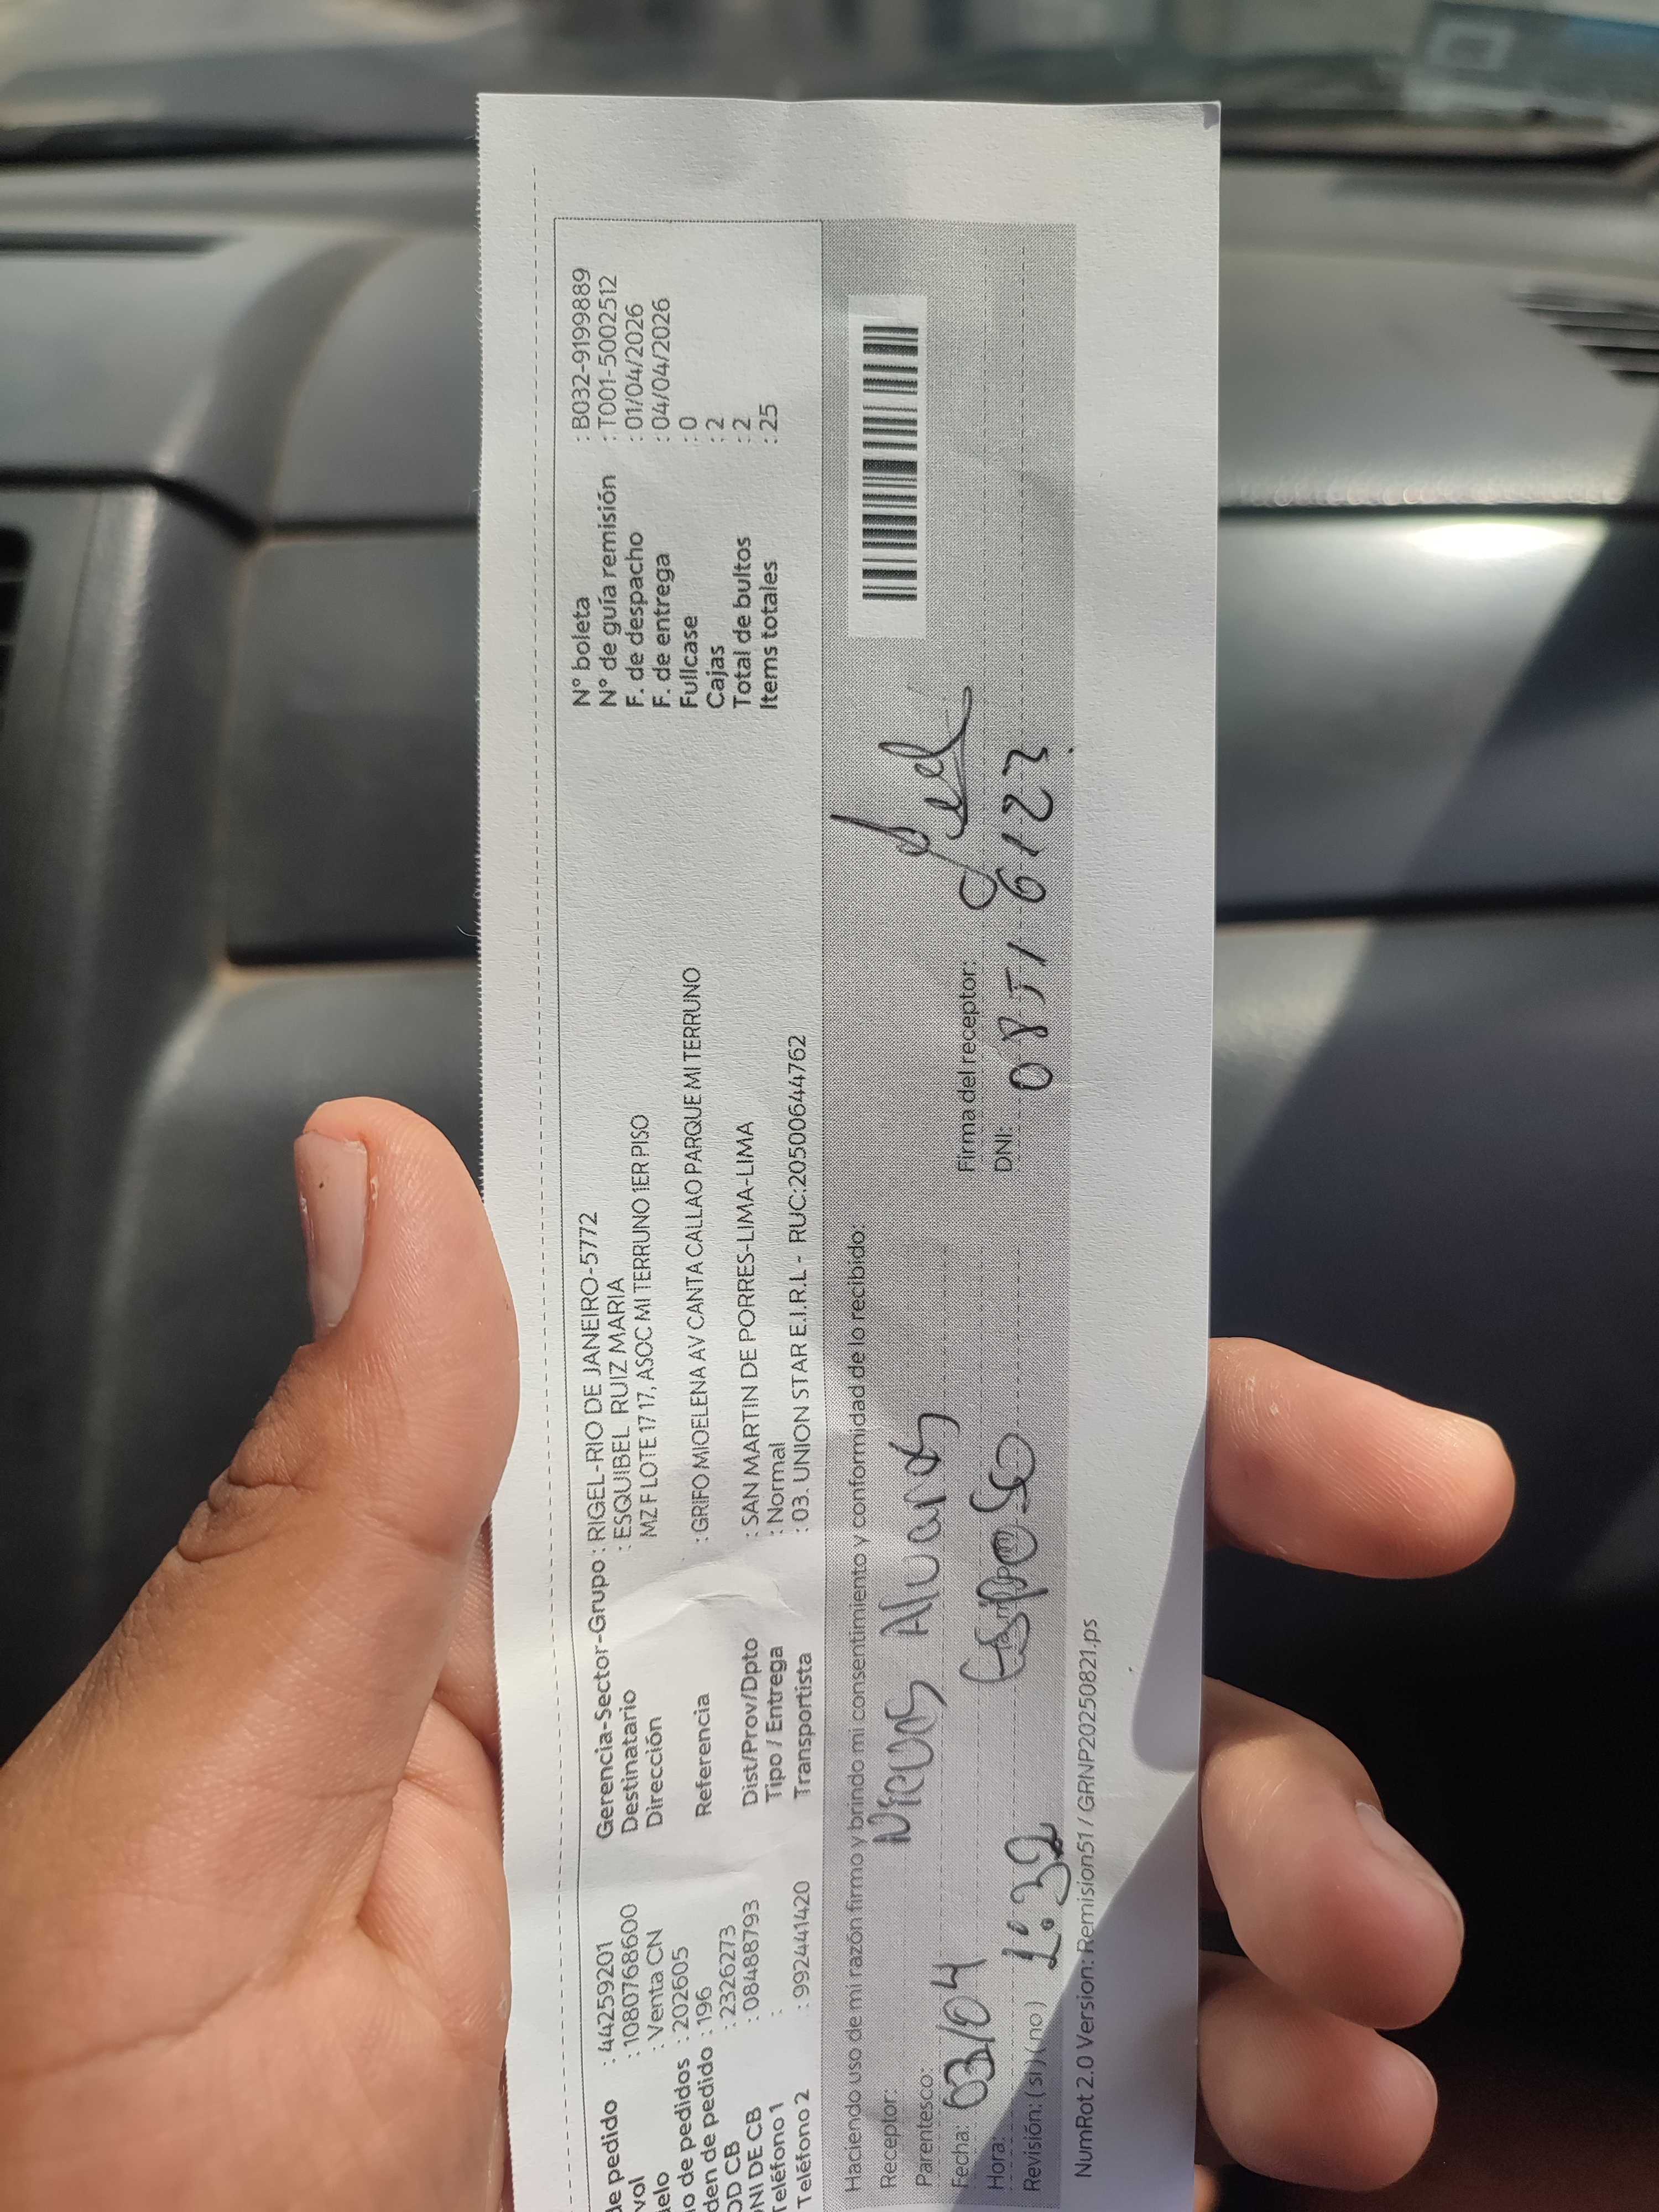 de pedido : 44259201
vol : 1080768600
elo : Venta CN
o de pedidos : 202605
den de pedido : 196
OD CB : 2326273
NI DE CB : 08488793
Teléfono 1 :
Teléfono 2 : 992441420
Gerencia-Sector-Grupo : RIGEL-RIO DE JANEIRO-5772
Destinatario : ESQUIBEL RUIZ MARIA
Dirección MZ F LOTE 17 17, ASOC MI TERRUNO 1ER PISO
Referencia : GRIFO MIOELENA AV CANTA CALLAO PARQUE MI TERRUNO
Dist/Prov/Dpto : SAN MARTIN DE PORRES-LIMA-LIMA
Tipo / Entrega : Normal
Transportista : 03. UNION STAR E.I.R.L - RUC:20500644762
N° boleta : B032-9199889
N° de guía remisión : T001-5002512
F. de despacho : 01/04/2026
F. de entrega : 04/04/2026
Fullcase : 0
Cajas : 2
Total de bultos : 2
Items totales : 25
Haciendo uso de mi razón firmo y brindo mi consentimiento y conformidad de lo recibido:
Receptor: Nieves
Parentesco: Esposo
Fecha: 03/04
Hora: 1:32
Revisión: ( si ) ( no )
Firma del receptor:
DNI: 08516123
NumRot 2.0 Version: Remision51 / GRNP20250821.ps